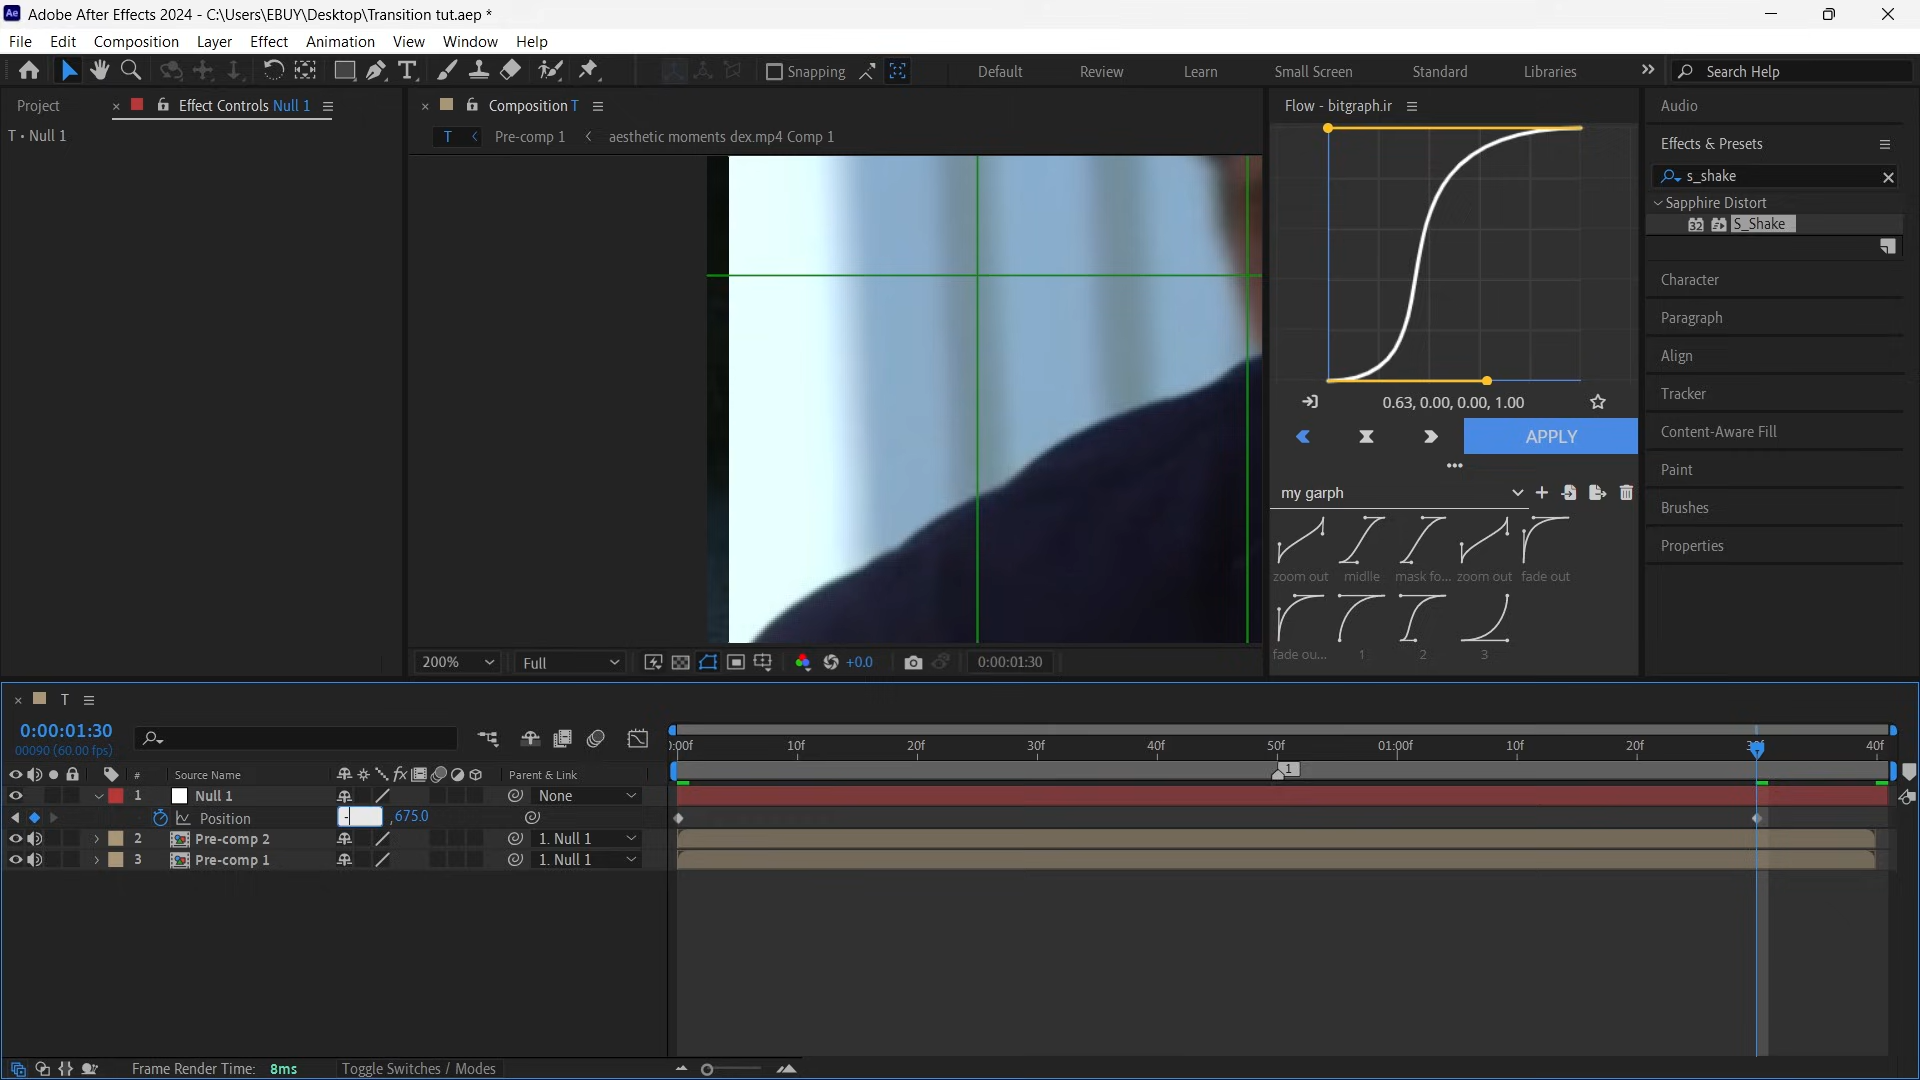 Adobe After Effects 2024 - C:\Users\EBUY\Desktop\Transition tut.aep *
File Edit Composition Layer Effect Animation View Window Help
Snapping Default Review Learn Small Screen Standard Libraries Search Help
Project Effect Controls Null 1
T • Null 1
Composition T
T Pre-comp 1 aesthetic moments dex.mp4 Comp 1
200% Full +0.0 0:00:01:30
Flow - bitgraph.ir
0.63, 0.00, 0.00, 1.00
APPLY
my garph
zoom out midlle mask fo... zoom out fade out
fade ou... 1 2 3
Audio
Effects & Presets
s_shake
Sapphire Distort
32 S_Shake
Character
Paragraph
Align
Tracker
Content-Aware Fill
Paint
Brushes
Properties
T
0:00:01:30
00090 (60.00 fps)
# Source Name fx Parent & Link
1 Null 1 None
Position - ,675.0
2 Pre-comp 2 1. Null 1
3 Pre-comp 1 1. Null 1
):00f 10f 20f 30f 40f 50f 01:00f 10f 20f 30f 40f
1
Frame Render Time: 8ms Toggle Switches / Modes